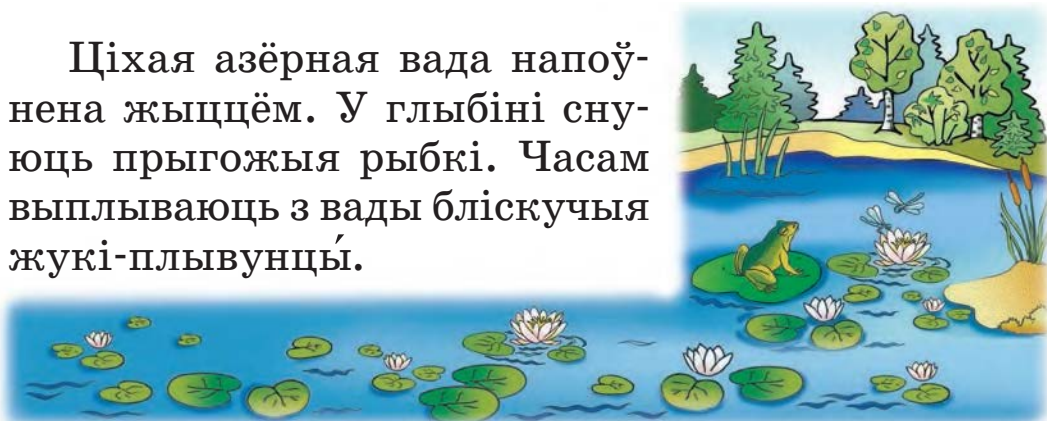 Ціхая азёрная вада напоў-
нена жыццём. У глыбіні сну-
юць прыгожыя рыбкі. Часам
выплываюць з вады бліскучыя
жукі-плывунцы́.